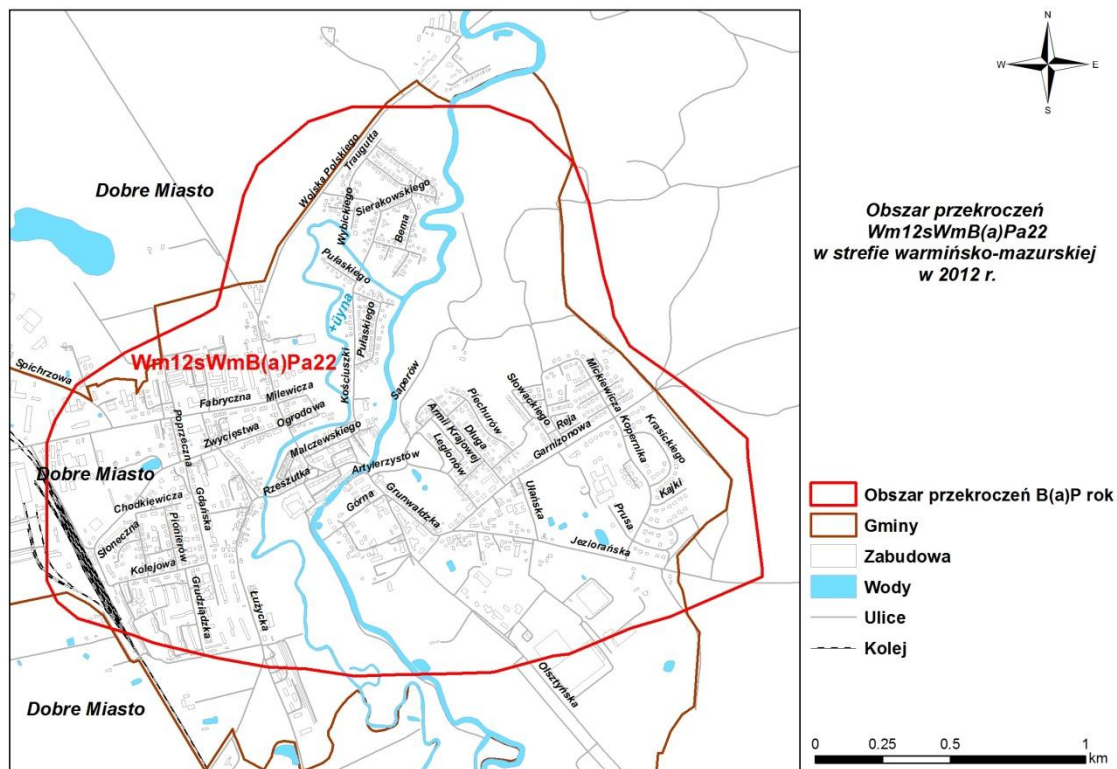 N
W
E
S
Obszar przekroczeń
Wm12sWmB(a)Pa22
w strefie warmińsko-mazurskiej
w 2012 r.
Dobre Miasto
Wojska Polskiego
Traugutta
Sierakowskiego
Wybickiego
Bema
Pułaskiego
+üyna
Pułaskiego
Kościuszki
Wm12sWmB(a)Pa22
Spichrzowa
Saperów
Fabryczna
Milewicza
Ogrodowa
Zwycięstwa
Poprzeczna
Malczewskiego
Rzeszutka
Artylerzystów
Piechurów
Słowackiego
Armii Krajowej
Długa
Legionów
Reja
Garnizonowa
Mickiewicza
Kopernika
Krasickiego
Kajki
Dobre Miasto
Chodkiewicza
Gdańska
Górna
Grunwaldzka
Ułańska
Prusa
Słoneczna
Pionierów
Kolejowa
Jeziorańska
Grudziądzka
Łużycka
Olsztyńska
Dobre Miasto
Obszar przekroczeń B(a)P rok
Gminy
Zabudowa
Wody
Ulice
Kolej
0 0.25 0.5 1
km